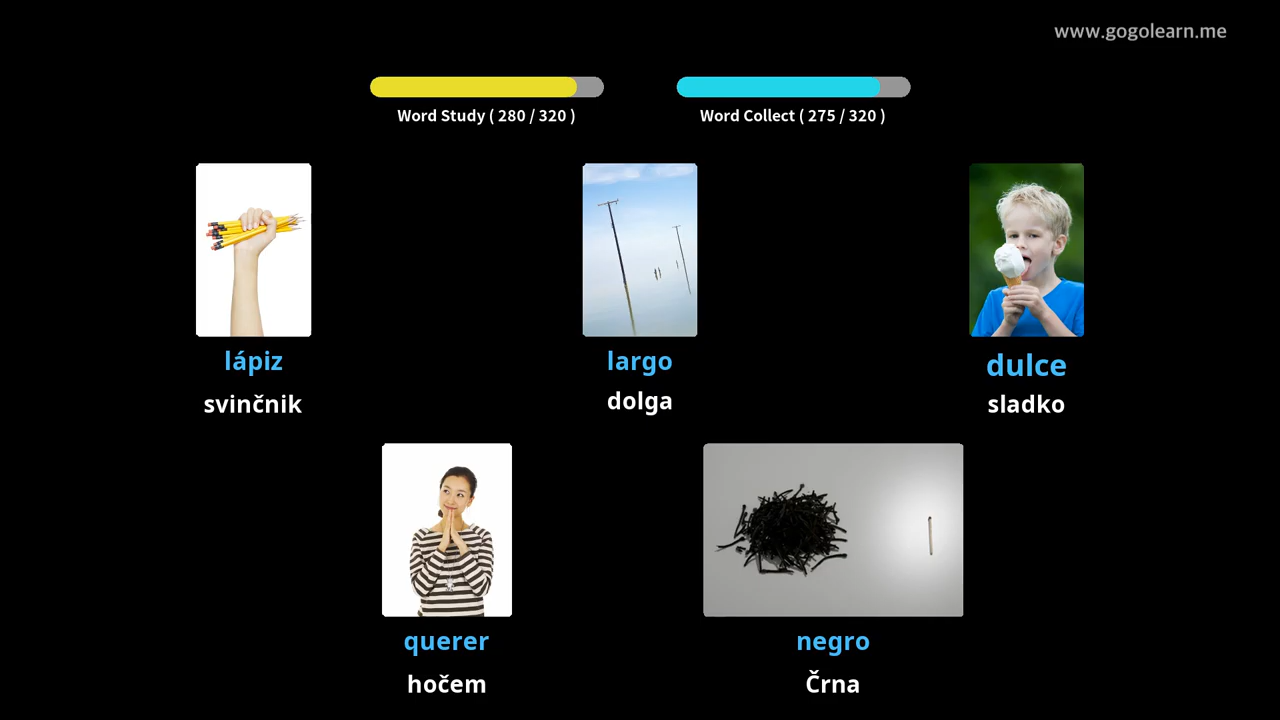 www.gogolearn.me
Word Study ( 280 / 320 )
Word Collect ( 275 / 320 )
lápiz
svinčnik
largo
dolga
dulce
sladko
querer
hočem
negro
Črna